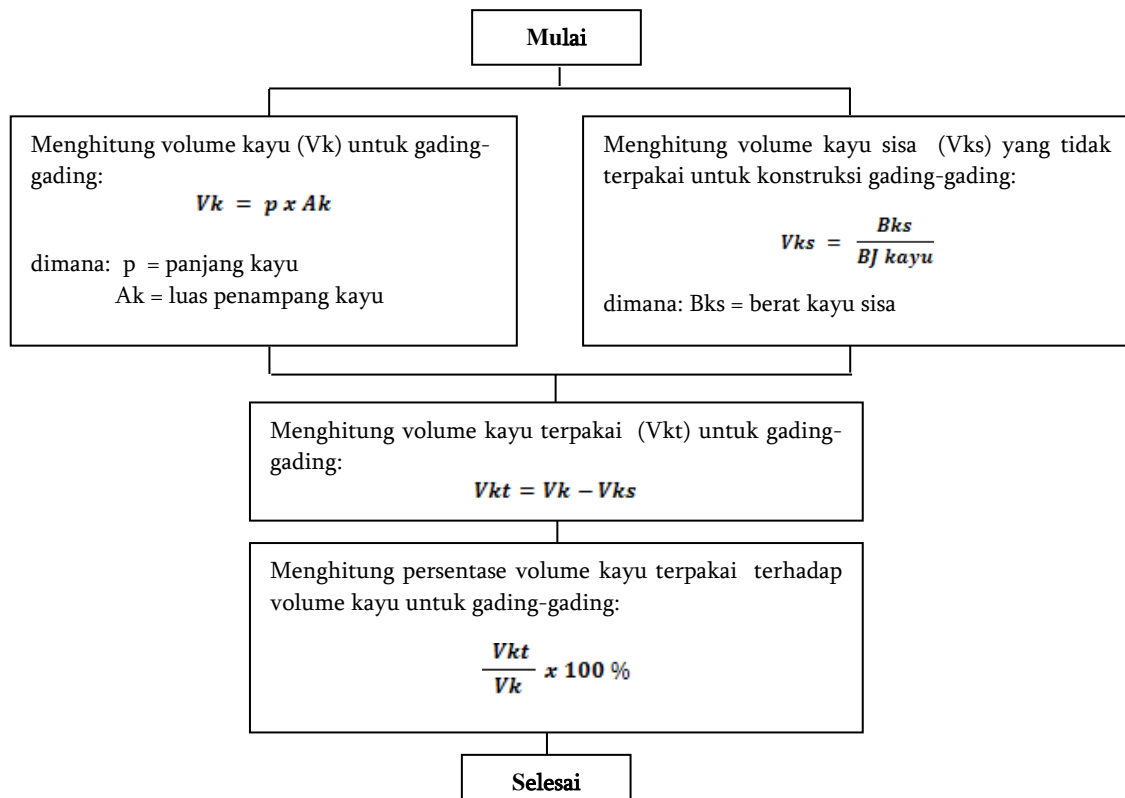 Mulai
Menghitung volume kayu (Vk) untuk gading-
gading:
Vk = p x Ak
dimana: p = panjang kayu
Ak = luas penampang kayu
Menghitung volume kayu sisa (Vks) yang tidak
terpakai untuk konstruksi gading-gading:
Vks = Bks / BJ kayu
dimana: Bks = berat kayu sisa
Menghitung volume kayu terpakai (Vkt) untuk gading-
gading:
Vkt = Vk – Vks
Menghitung persentase volume kayu terpakai terhadap
volume kayu untuk gading-gading:
Vkt / Vk x 100 %
Selesai